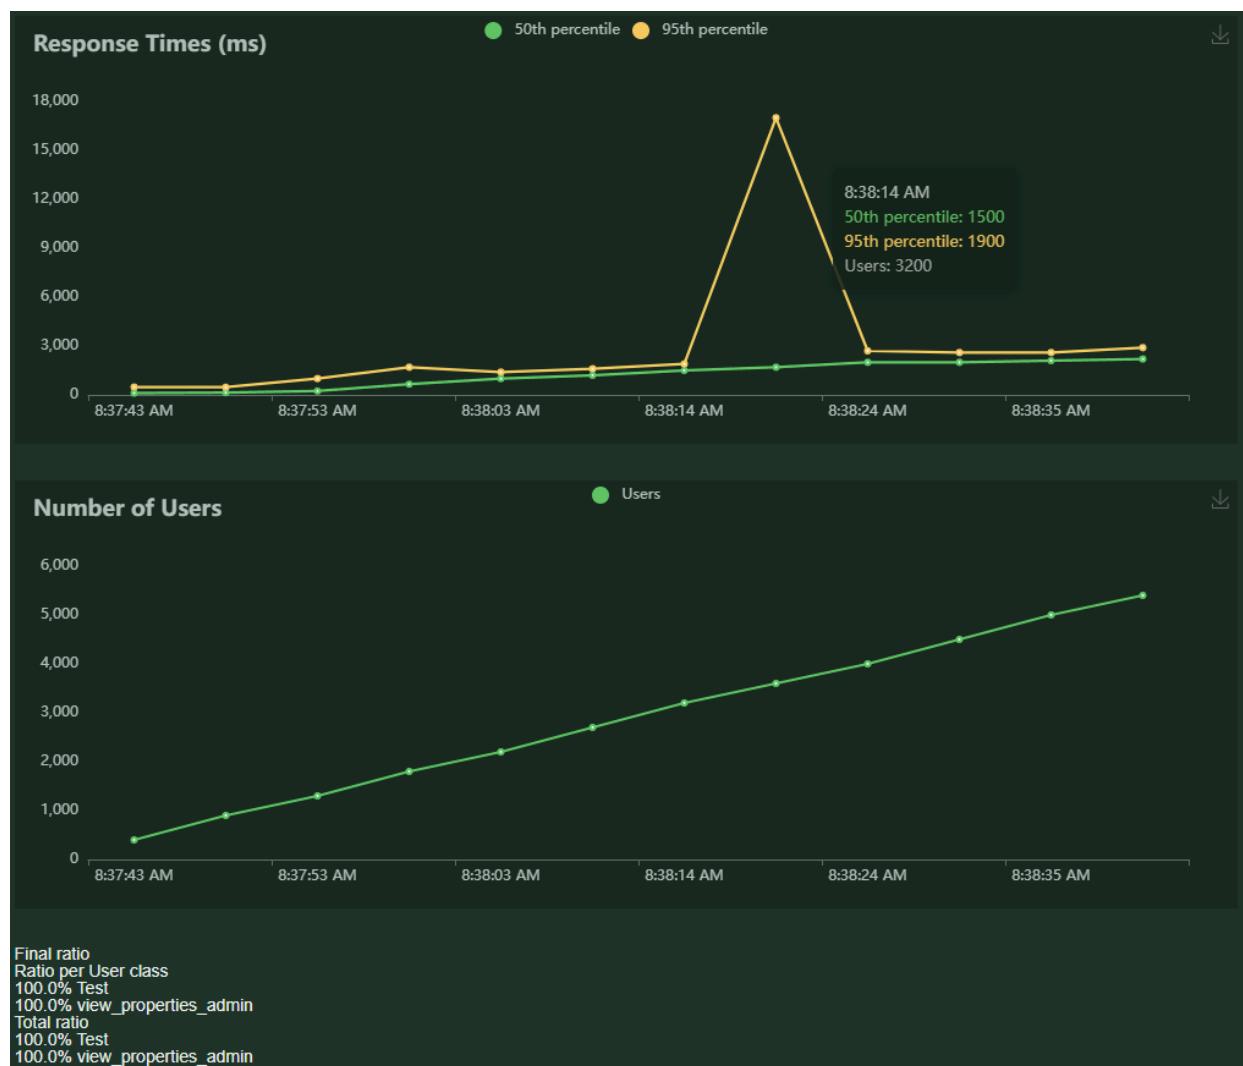 50th percentile 95th percentile
Response Times (ms)
18,000
15,000
12,000
9,000
6,000
3,000
0
8:38:14 AM
50th percentile: 1500
95th percentile: 1900
Users: 3200
8:37:43 AM 8:37:53 AM 8:38:03 AM 8:38:14 AM 8:38:24 AM 8:38:35 AM
Users
Number of Users
6,000
5,000
4,000
3,000
2,000
1,000
0
8:37:43 AM 8:37:53 AM 8:38:03 AM 8:38:14 AM 8:38:24 AM 8:38:35 AM
Final ratio
Ratio per User class
100.0% Test
100.0% view_properties_admin
Total ratio
100.0% Test
100.0% view_properties_admin